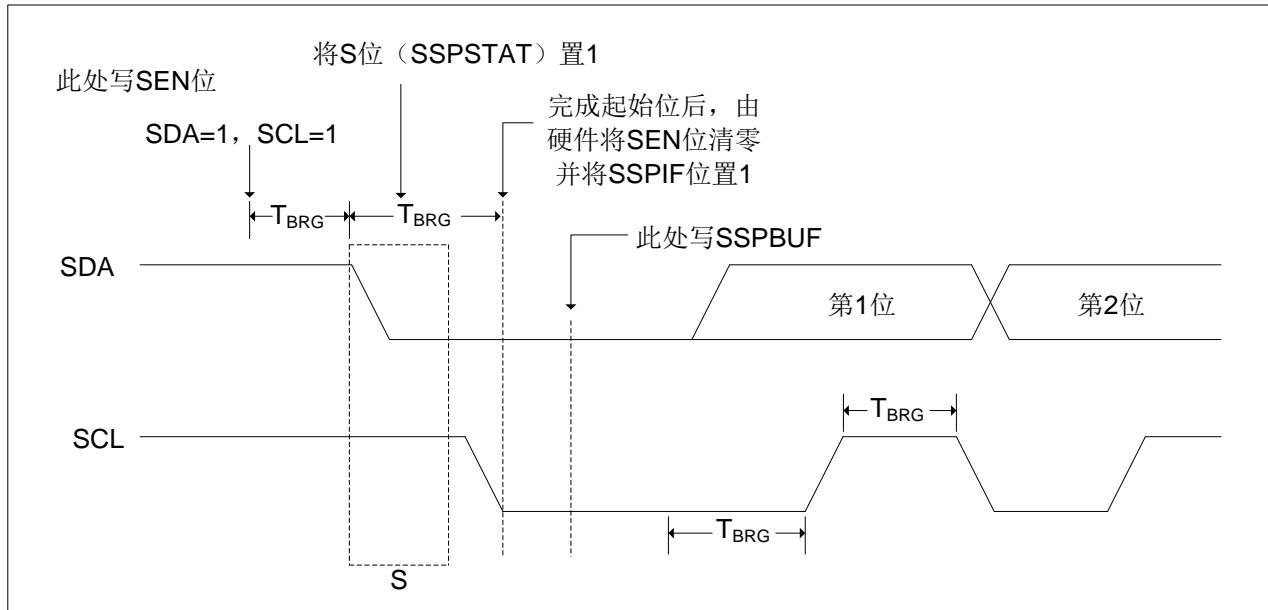 将S位（SSPSTAT）置1
此处写SEN位
SDA=1，SCL=1
完成起始位后，由
硬件将SEN位清零
并将SSPIF位置1
TBRG
TBRG
此处写SSPBUF
SDA
第1位
第2位
TBRG
SCL
TBRG
S